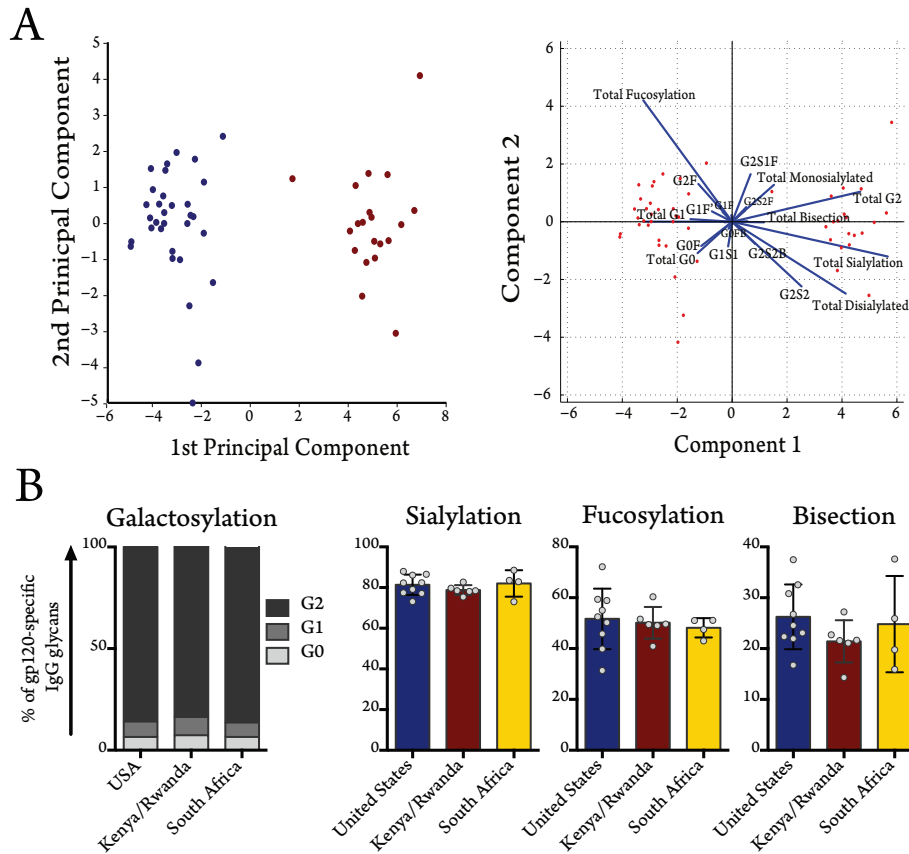 A
2nd Prinicpal Component
5
4
3
2
1
0
−1
−2
−3
−4
−5
−6 −4 −2 0 2 4 6 8
1st Principal Component
Component 2
6
4
2
0
−2
−4
−6
Total Fucosylation
G2S1F
G2F
Total Monosialylated
G2S2F
Total G2
G1F
G1F'
Total G1
Total Bisection
G0FB
G0F
G1S1
G2S2B
Total G0
Total Sialylation
G2S2
Total Disialylated
−6 −4 −2 0 2 4 6
Component 1
B
Galactosylation
% of gp120-specific
IgG glycans
100
50
0
G2
G1
G0
USA
Kenya/Rwanda
South Africa
Sialylation
100
80
60
40
20
0
United States
Kenya/Rwanda
South Africa
Fucosylation
80
60
40
20
0
United States
Kenya/Rwanda
South Africa
Bisection
40
30
20
10
0
United States
Kenya/Rwanda
South Africa